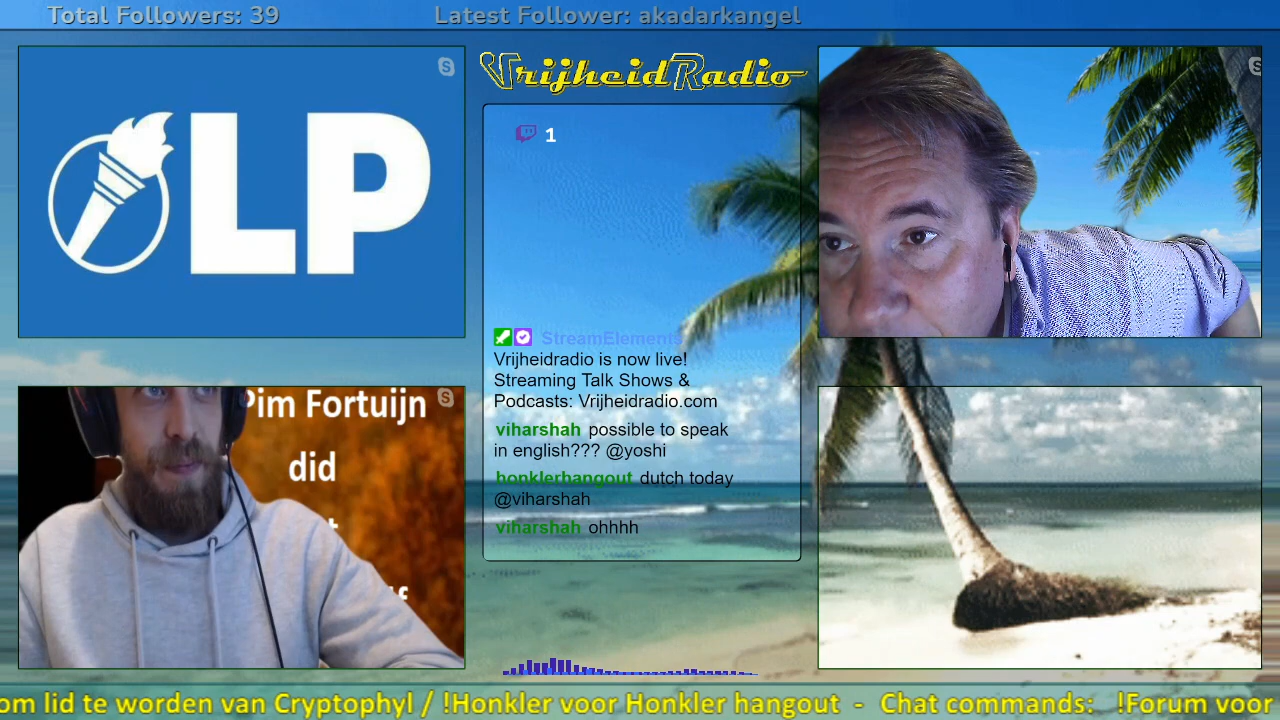 Total Followers: 39
Latest Follower: akadarkangel
LP
VrijheidRadio
1
StreamElements
Vrijheidradio is now live!
Streaming Talk Shows &
Podcasts: Vrijheidradio.com
viharshah possible to speak
in english??? @yoshi
honklerhangout dutch today
@viharshah
viharshah ohhhh
Pim Fortuijn
did
om lid te worden van Cryptophyl / !Honkler voor Honkler hangout - Chat commands: !Forum voor